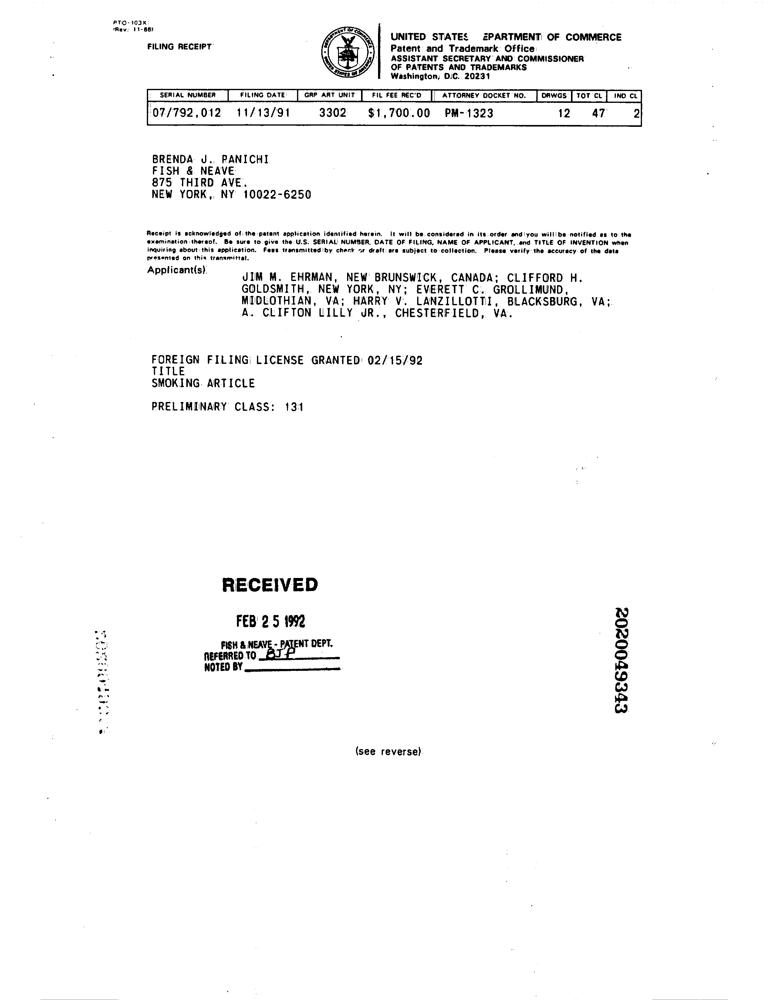 PTO-103X
(Rev. 11-88)
FILING RECEIPT
UNITED STATES EPARTMENT OF COMMERCE
Patent and Trademark Office
ASSISTANT SECRETARY AND COMMISSIONER
OF PATENTS AND TRADEMARKS
Washington, D.C. 20231
SERIAL NUMBER FILING DATE GRP ART UNIT FIL FEE REC'D ATTORNEY DOCKET NO. DRWGS TOT CL IND CL
07/792,012 11/13/91 3302 $1,700.00 PM-1323 12 47 2
BRENDA J. PANICHI
FISH & NEAVE
875 THIRD AVE.
NEW YORK, NY 10022-6250
Receipt is acknowledged of the patent application identified herein. It will be considered in its order and you will be notified as to the
examination thereof. Be sure to give the U.S. SERIAL NUMBER, DATE OF FILING, NAME OF APPLICANT, and TITLE OF INVENTION when
inquiring about this application. Fees transmitted by check or draft are subject to collection. Please verify the accuracy of the data
presented on this transmittal.
Applicant(s)
JIM M. EHRMAN, NEW BRUNSWICK, CANADA; CLIFFORD H.
GOLDSMITH, NEW YORK, NY; EVERETT C. GROLLIMUND,
MIDLOTHIAN, VA; HARRY V. LANZILLOTTI, BLACKSBURG, VA;
A. CLIFTON LILLY JR., CHESTERFIELD, VA.
FOREIGN FILING LICENSE GRANTED 02/15/92
TITLE
SMOKING ARTICLE
PRELIMINARY CLASS: 131
RECEIVED
FEB 25 1992
FISH & NEAVE - PATENT DEPT.
REFERRED TO BJP
NOTED BY
2020049343
(see reverse)